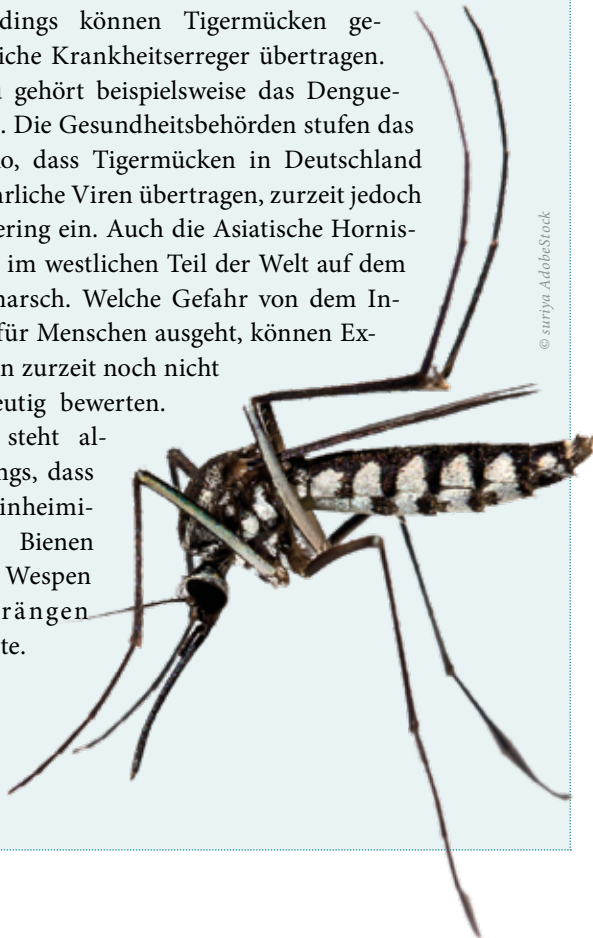 dings können Tigermücken ge-
liche Krankheitserreger übertragen.
gehört beispielsweise das Dengue-
. Die Gesundheitsbehörden stufen das
o, dass Tigermücken in Deutschland
hrliche Viren übertragen, zurzeit jedoch
ering ein. Auch die Asiatische Hornis-
im westlichen Teil der Welt auf dem
marsch. Welche Gefahr von dem In-
für Menschen ausgeht, können Ex-
n zurzeit noch nicht
eutig bewerten.
steht al-
ngs, dass
inheimi-
Bienen
Wespen
rängen
te.
© suriya AdobeStock